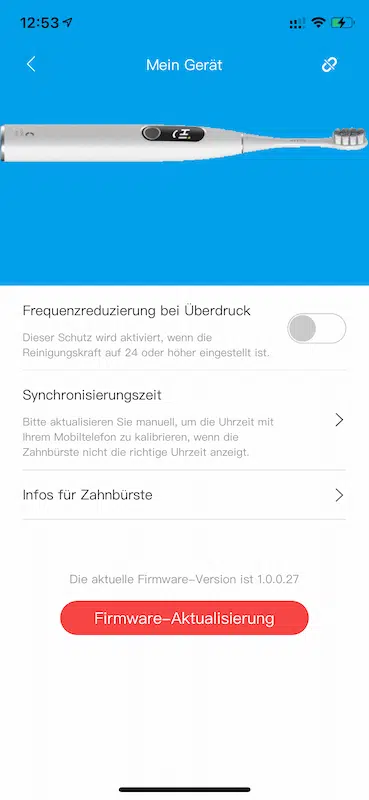 12:53
Mein Gerät
Hi
Frequenzreduzierung bei Überdruck
Dieser Schutz wird aktiviert, wenn die
Reinigungskraft auf 24 oder höher eingestellt ist.
Synchronisierungszeit
Bitte aktualisieren Sie manuell, um die Uhrzeit mit
Ihrem Mobiltelefon zu kalibrieren, wenn die
Zahnbürste nicht die richtige Uhrzeit anzeigt.
Infos für Zahnbürste
Die aktuelle Firmware-Version ist 1.0.0.27
Firmware-Aktualisierung